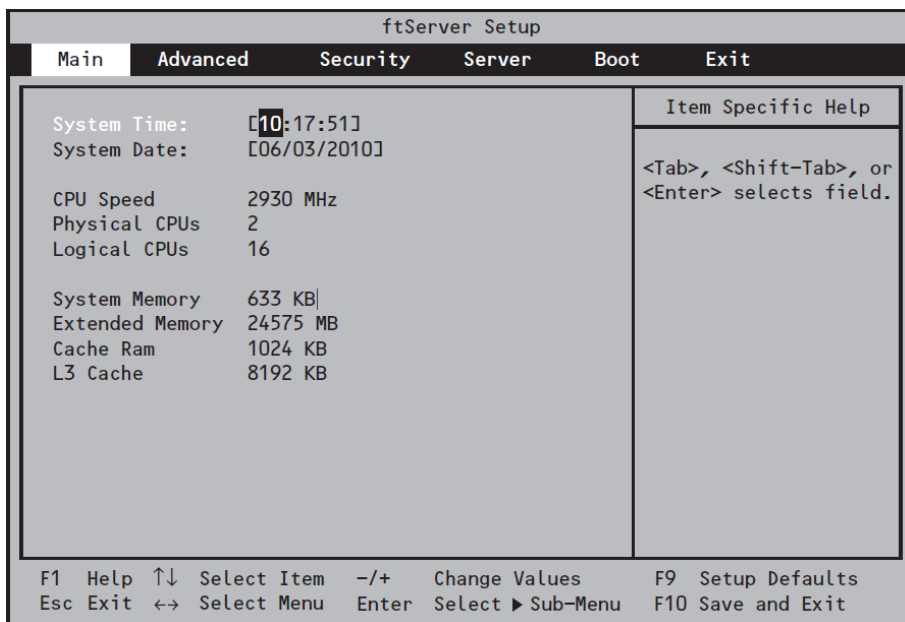 ftServer Setup
Main Advanced Security Server Boot Exit
System Time: [10:17:51]
System Date: [06/03/2010]
CPU Speed 2930 MHz
Physical CPUs 2
Logical CPUs 16
System Memory 633 KB
Extended Memory 24575 MB
Cache Ram 1024 KB
L3 Cache 8192 KB
Item Specific Help
<Tab>, <Shift-Tab>, or
<Enter> selects field.
F1 Help ↑↓ Select Item -/+ Change Values F9 Setup Defaults
Esc Exit ↔ Select Menu Enter Select ▶ Sub-Menu F10 Save and Exit